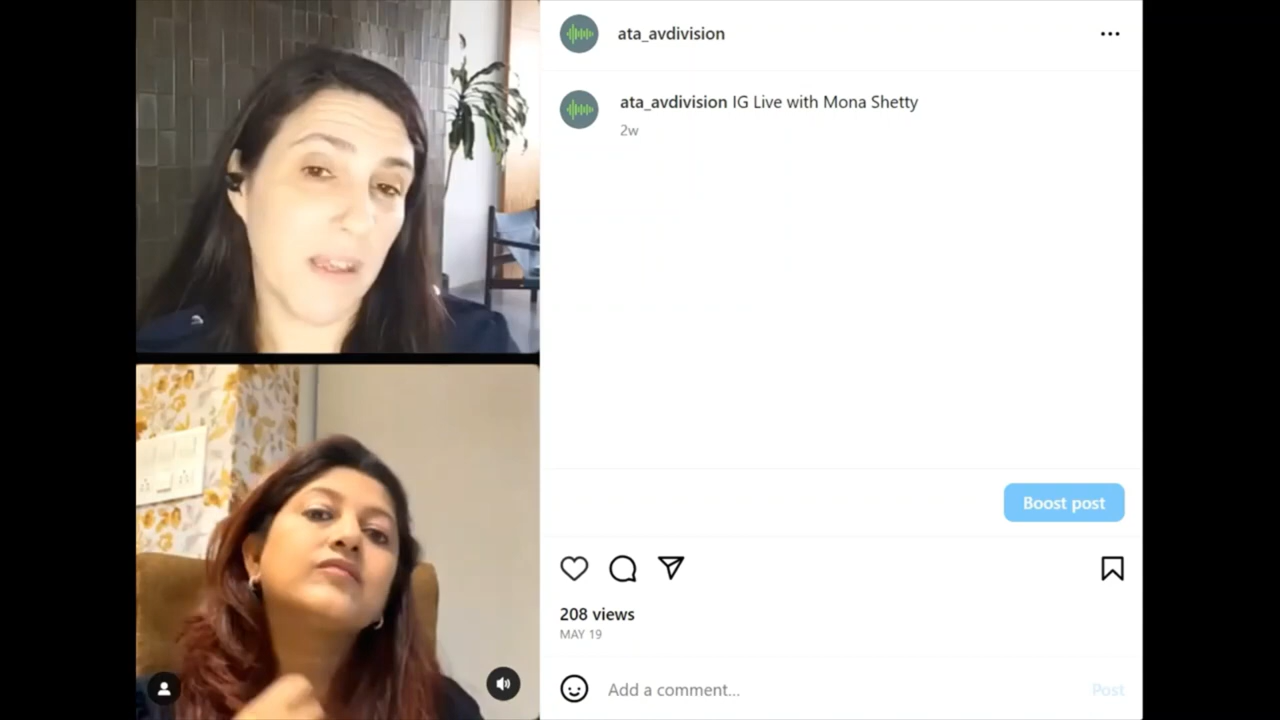 ata_avdivision
ata_avdivision IG Live with Mona Shetty
2w
Boost post
208 views
MAY 19
Add a comment...
Post